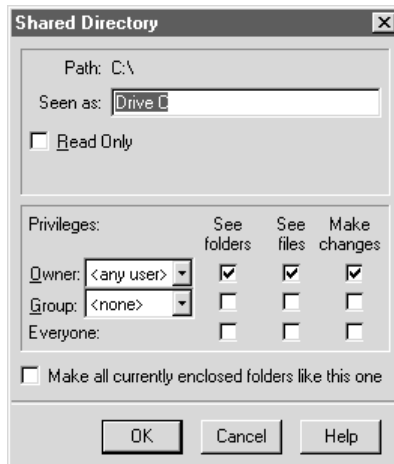 Shared Directory
Path: C:\
Seen as: Drive C
Read Only
Privileges: See folders See files Make changes
Owner: <any user>
Group: <none>
Everyone:
Make all currently enclosed folders like this one
OK Cancel Help